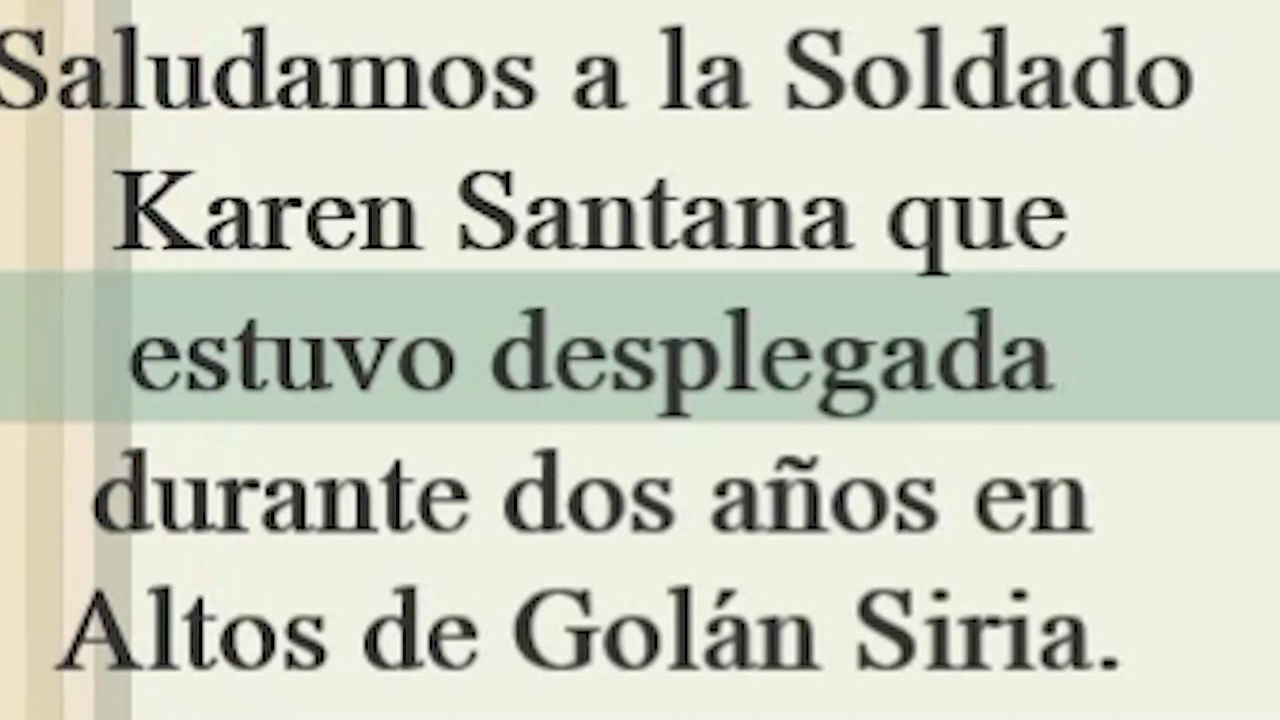 Saludamos a la Soldado
Karen Santana que
estuvo desplegada
durante dos años en
Altos de Golán Siria.